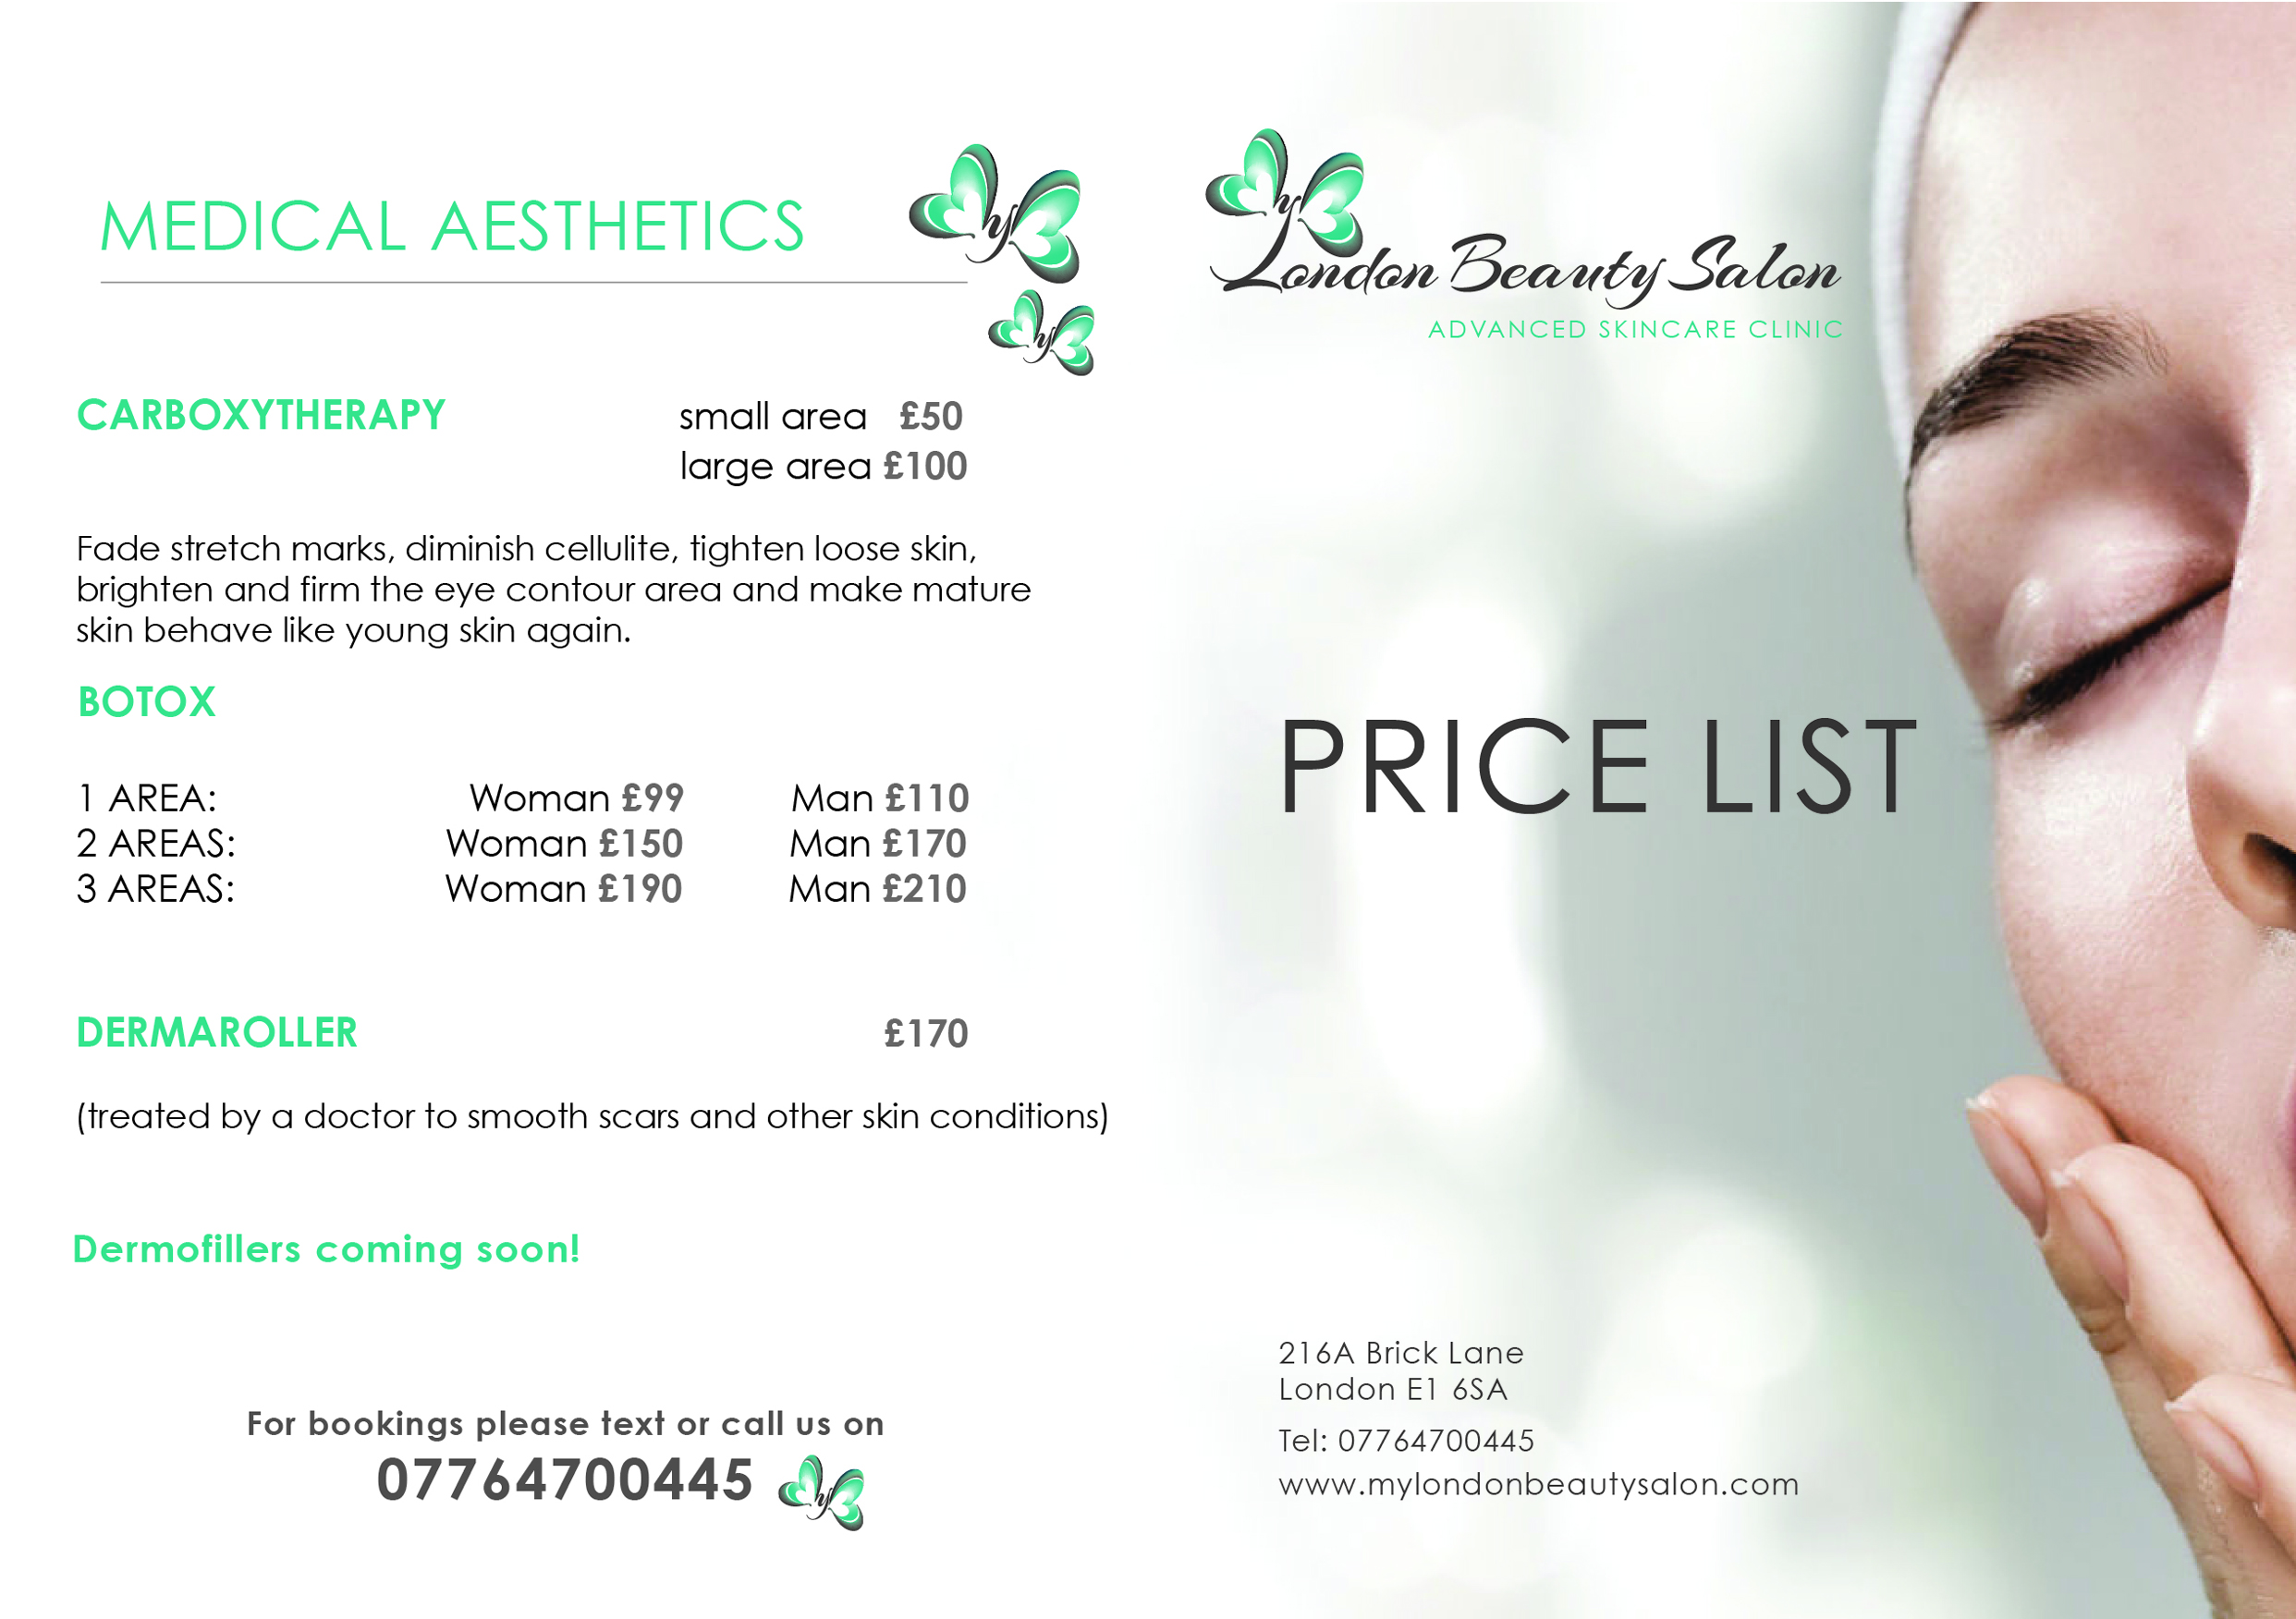 MEDICAL AESTHETICS
CARBOXYTHERAPY small area £50
large area £100
Fade stretch marks, diminish cellulite, tighten loose skin,
brighten and firm the eye contour area and make mature
skin behave like young skin again.
BOTOX
1 AREA: Woman £99 Man £110
2 AREAS: Woman £150 Man £170
3 AREAS: Woman £190 Man £210
DERMAROLLER £170
(treated by a doctor to smooth scars and other skin conditions)
Dermofillers coming soon!
For bookings please text or call us on
07764700445
My
London Beauty Salon
ADVANCED SKINCARE CLINIC
PRICE LIST
216A Brick Lane
London E1 6SA
Tel: 07764700445
www.mylondonbeautysalon.com